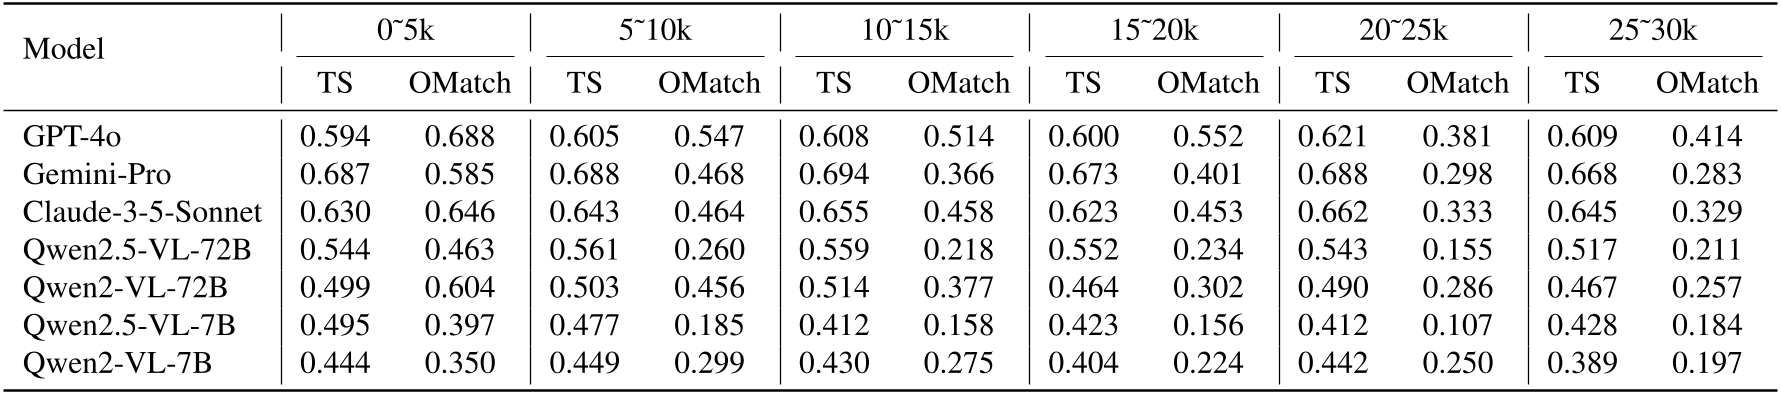 Model 0˜5k 5˜10k 10˜15k 15˜20k 20˜25k 25˜30k
TS OMatch TS OMatch TS OMatch TS OMatch TS OMatch TS OMatch
GPT-4o 0.594 0.688 0.605 0.547 0.608 0.514 0.600 0.552 0.621 0.381 0.609 0.414
Gemini-Pro 0.687 0.585 0.688 0.468 0.694 0.366 0.673 0.401 0.688 0.298 0.668 0.283
Claude-3-5-Sonnet 0.630 0.646 0.643 0.464 0.655 0.458 0.623 0.453 0.662 0.333 0.645 0.329
Qwen2.5-VL-72B 0.544 0.463 0.561 0.260 0.559 0.218 0.552 0.234 0.543 0.155 0.517 0.211
Qwen2-VL-72B 0.499 0.604 0.503 0.456 0.514 0.377 0.464 0.302 0.490 0.286 0.467 0.257
Qwen2.5-VL-7B 0.495 0.397 0.477 0.185 0.412 0.158 0.423 0.156 0.412 0.107 0.428 0.184
Qwen2-VL-7B 0.444 0.350 0.449 0.299 0.430 0.275 0.404 0.224 0.442 0.250 0.389 0.197